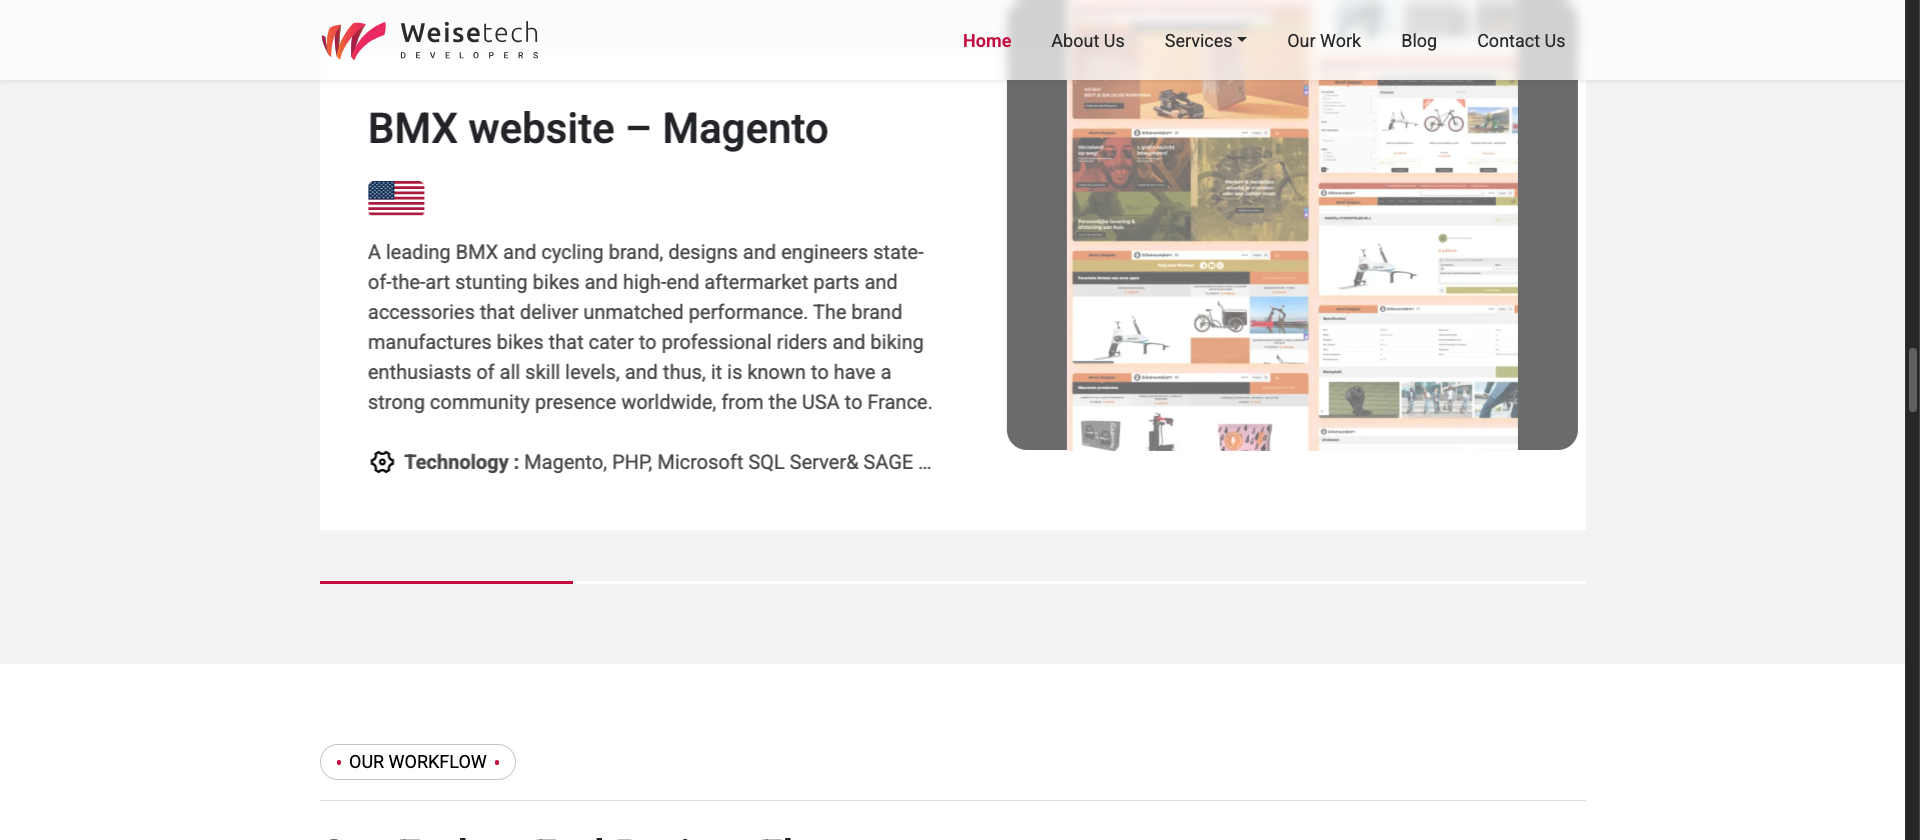 Weisetech
DEVELOPERS
Home
About Us
Services
Our Work
Blog
Contact Us
BMX website – Magento
A leading BMX and cycling brand, designs and engineers state-
of-the-art stunting bikes and high-end aftermarket parts and
accessories that deliver unmatched performance. The brand
manufactures bikes that cater to professional riders and biking
enthusiasts of all skill levels, and thus, it is known to have a
strong community presence worldwide, from the USA to France.
Technology : Magento, PHP, Microsoft SQL Server& SAGE ...
• OUR WORKFLOW •